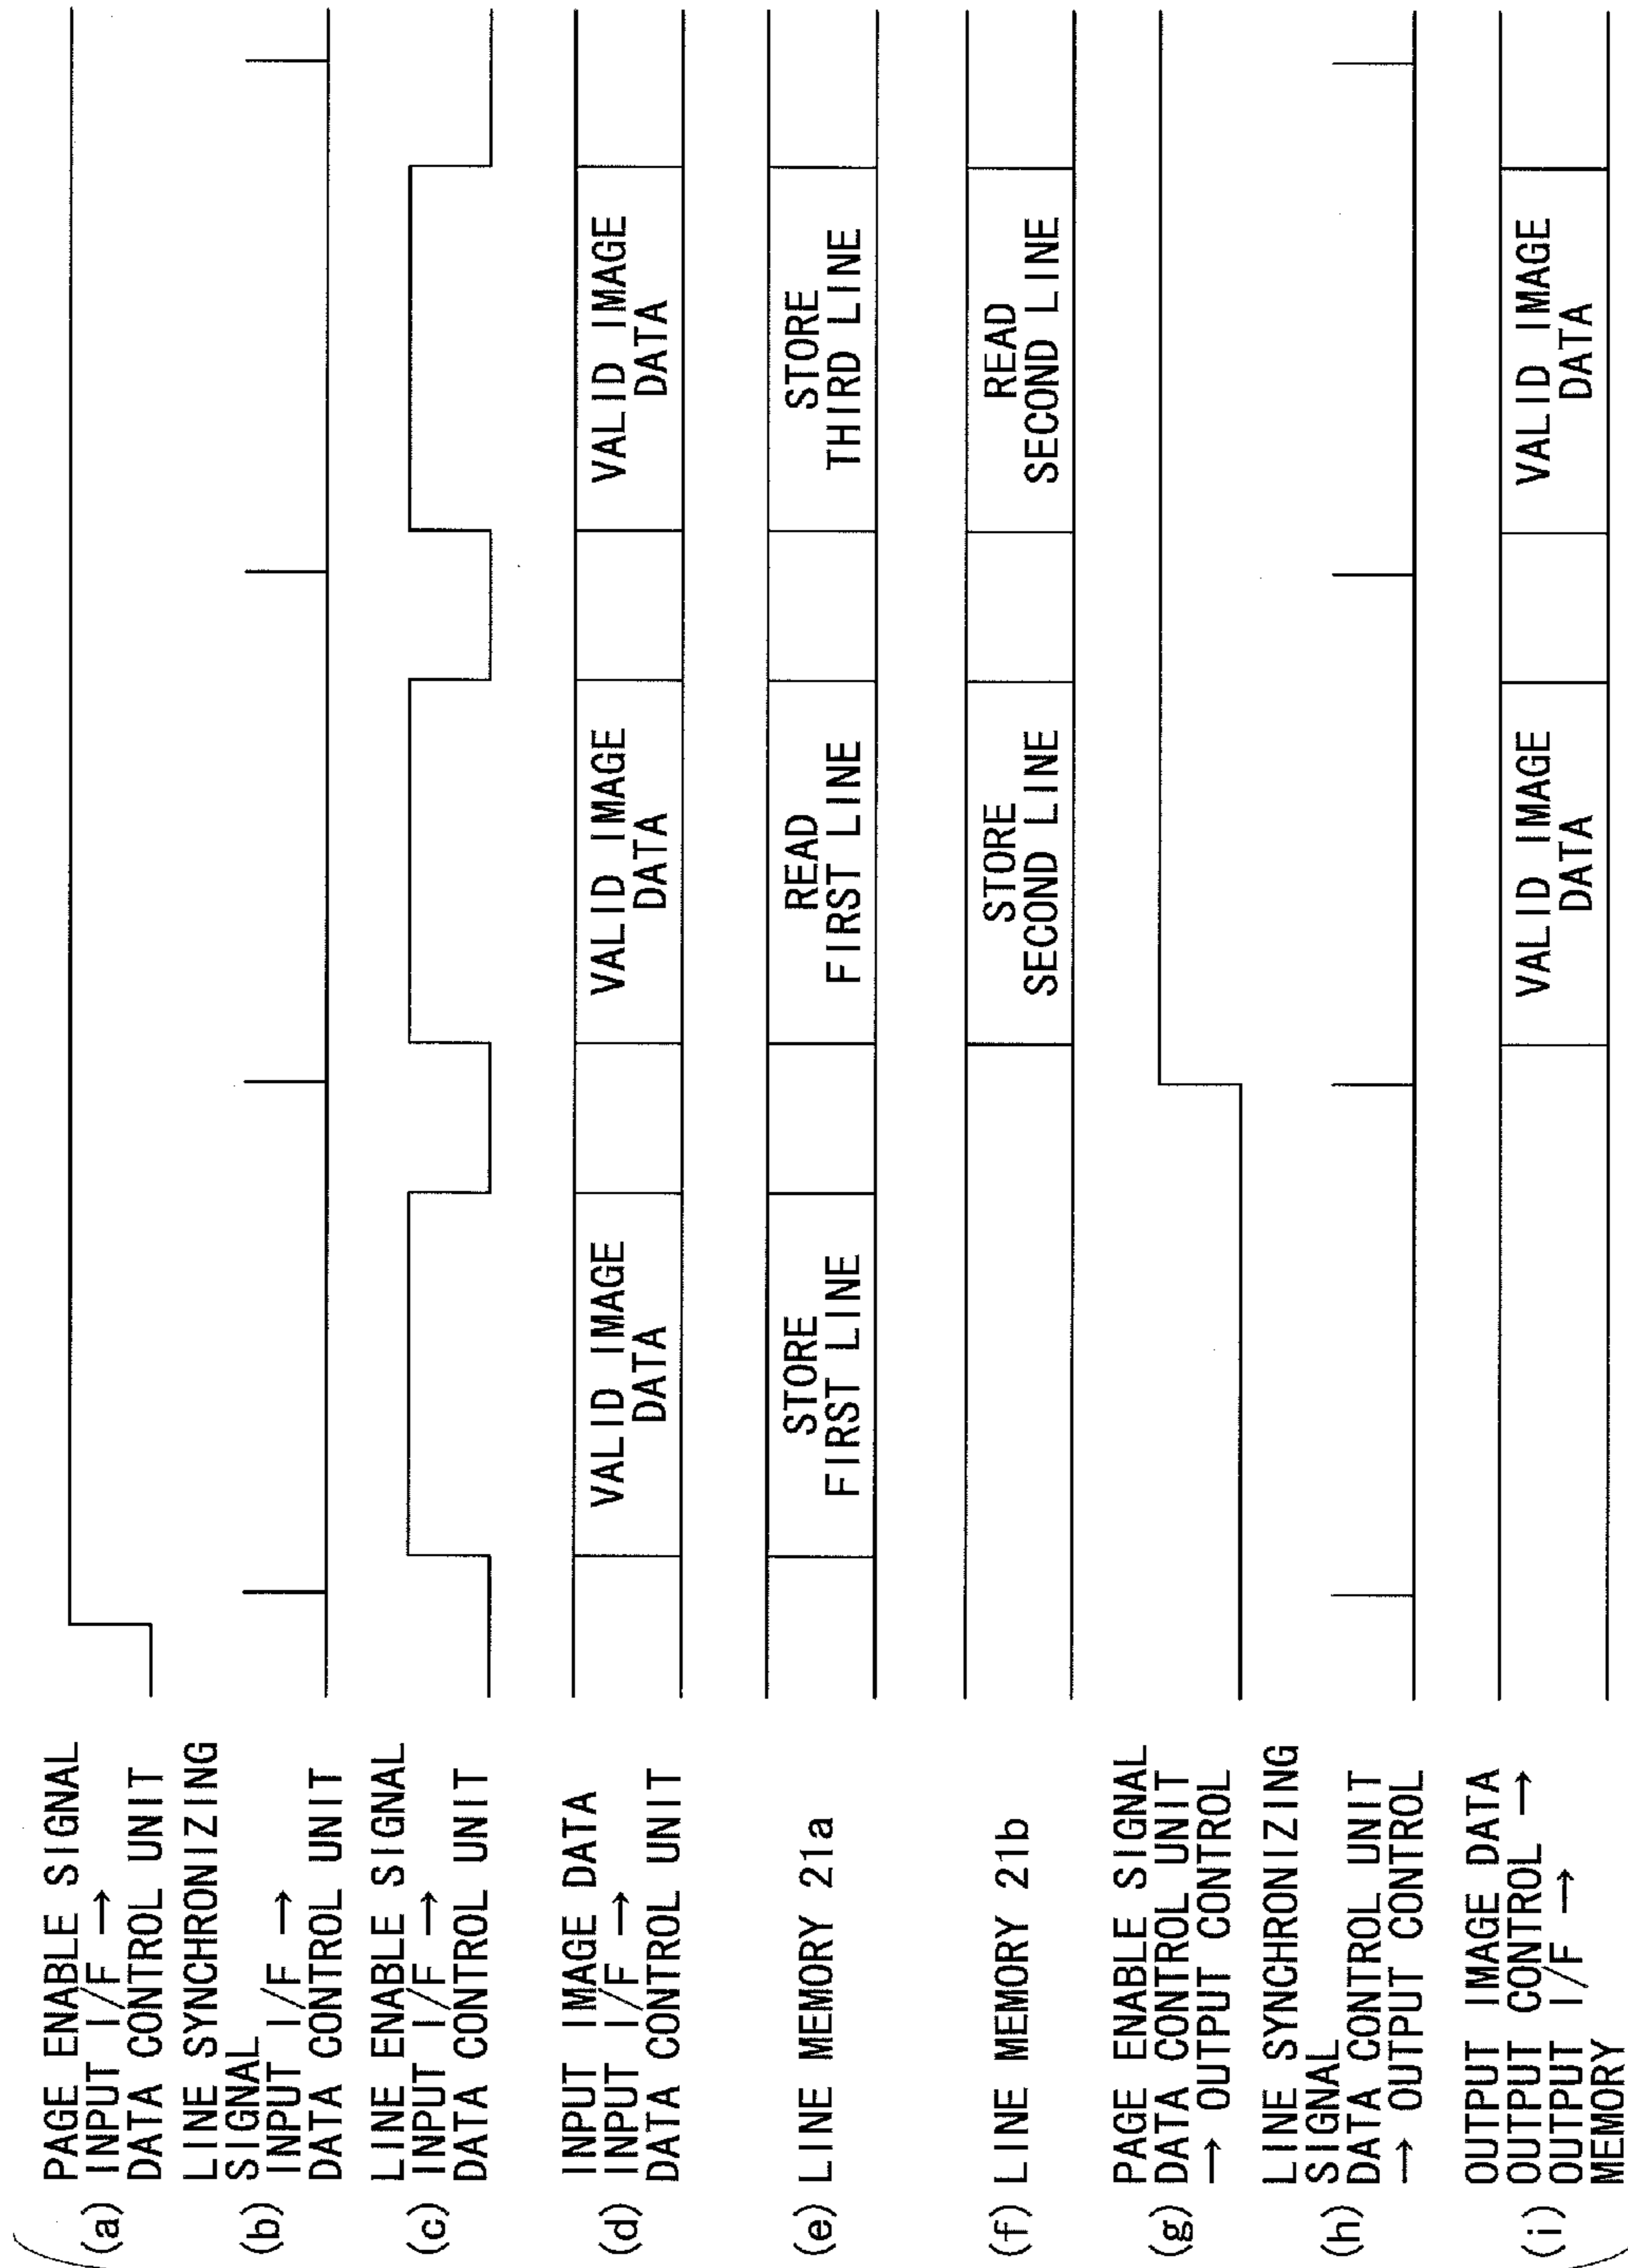 (a) PAGE ENABLE SIGNAL
INPUT I/F →
DATA CONTROL UNIT
(b) LINE SYNCHRONIZING
SIGNAL
INPUT I/F →
DATA CONTROL UNIT
(c) LINE ENABLE SIGNAL
INPUT I/F →
DATA CONTROL UNIT
(d) INPUT IMAGE DATA
INPUT I/F →
DATA CONTROL UNIT
VALID IMAGE
DATA
VALID IMAGE
DATA
VALID IMAGE
DATA
(e) LINE MEMORY 21a
STORE
FIRST LINE
READ
FIRST LINE
STORE
THIRD LINE
(f) LINE MEMORY 21b
STORE
SECOND LINE
READ
SECOND LINE
(g) PAGE ENABLE SIGNAL
DATA CONTROL UNIT
→ OUTPUT CONTROL
(h) LINE SYNCHRONIZING
SIGNAL
DATA CONTROL UNIT
→ OUTPUT CONTROL
(i) OUTPUT IMAGE DATA
OUTPUT CONTROL →
OUTPUT I/F →
MEMORY
VALID IMAGE
DATA
VALID IMAGE
DATA